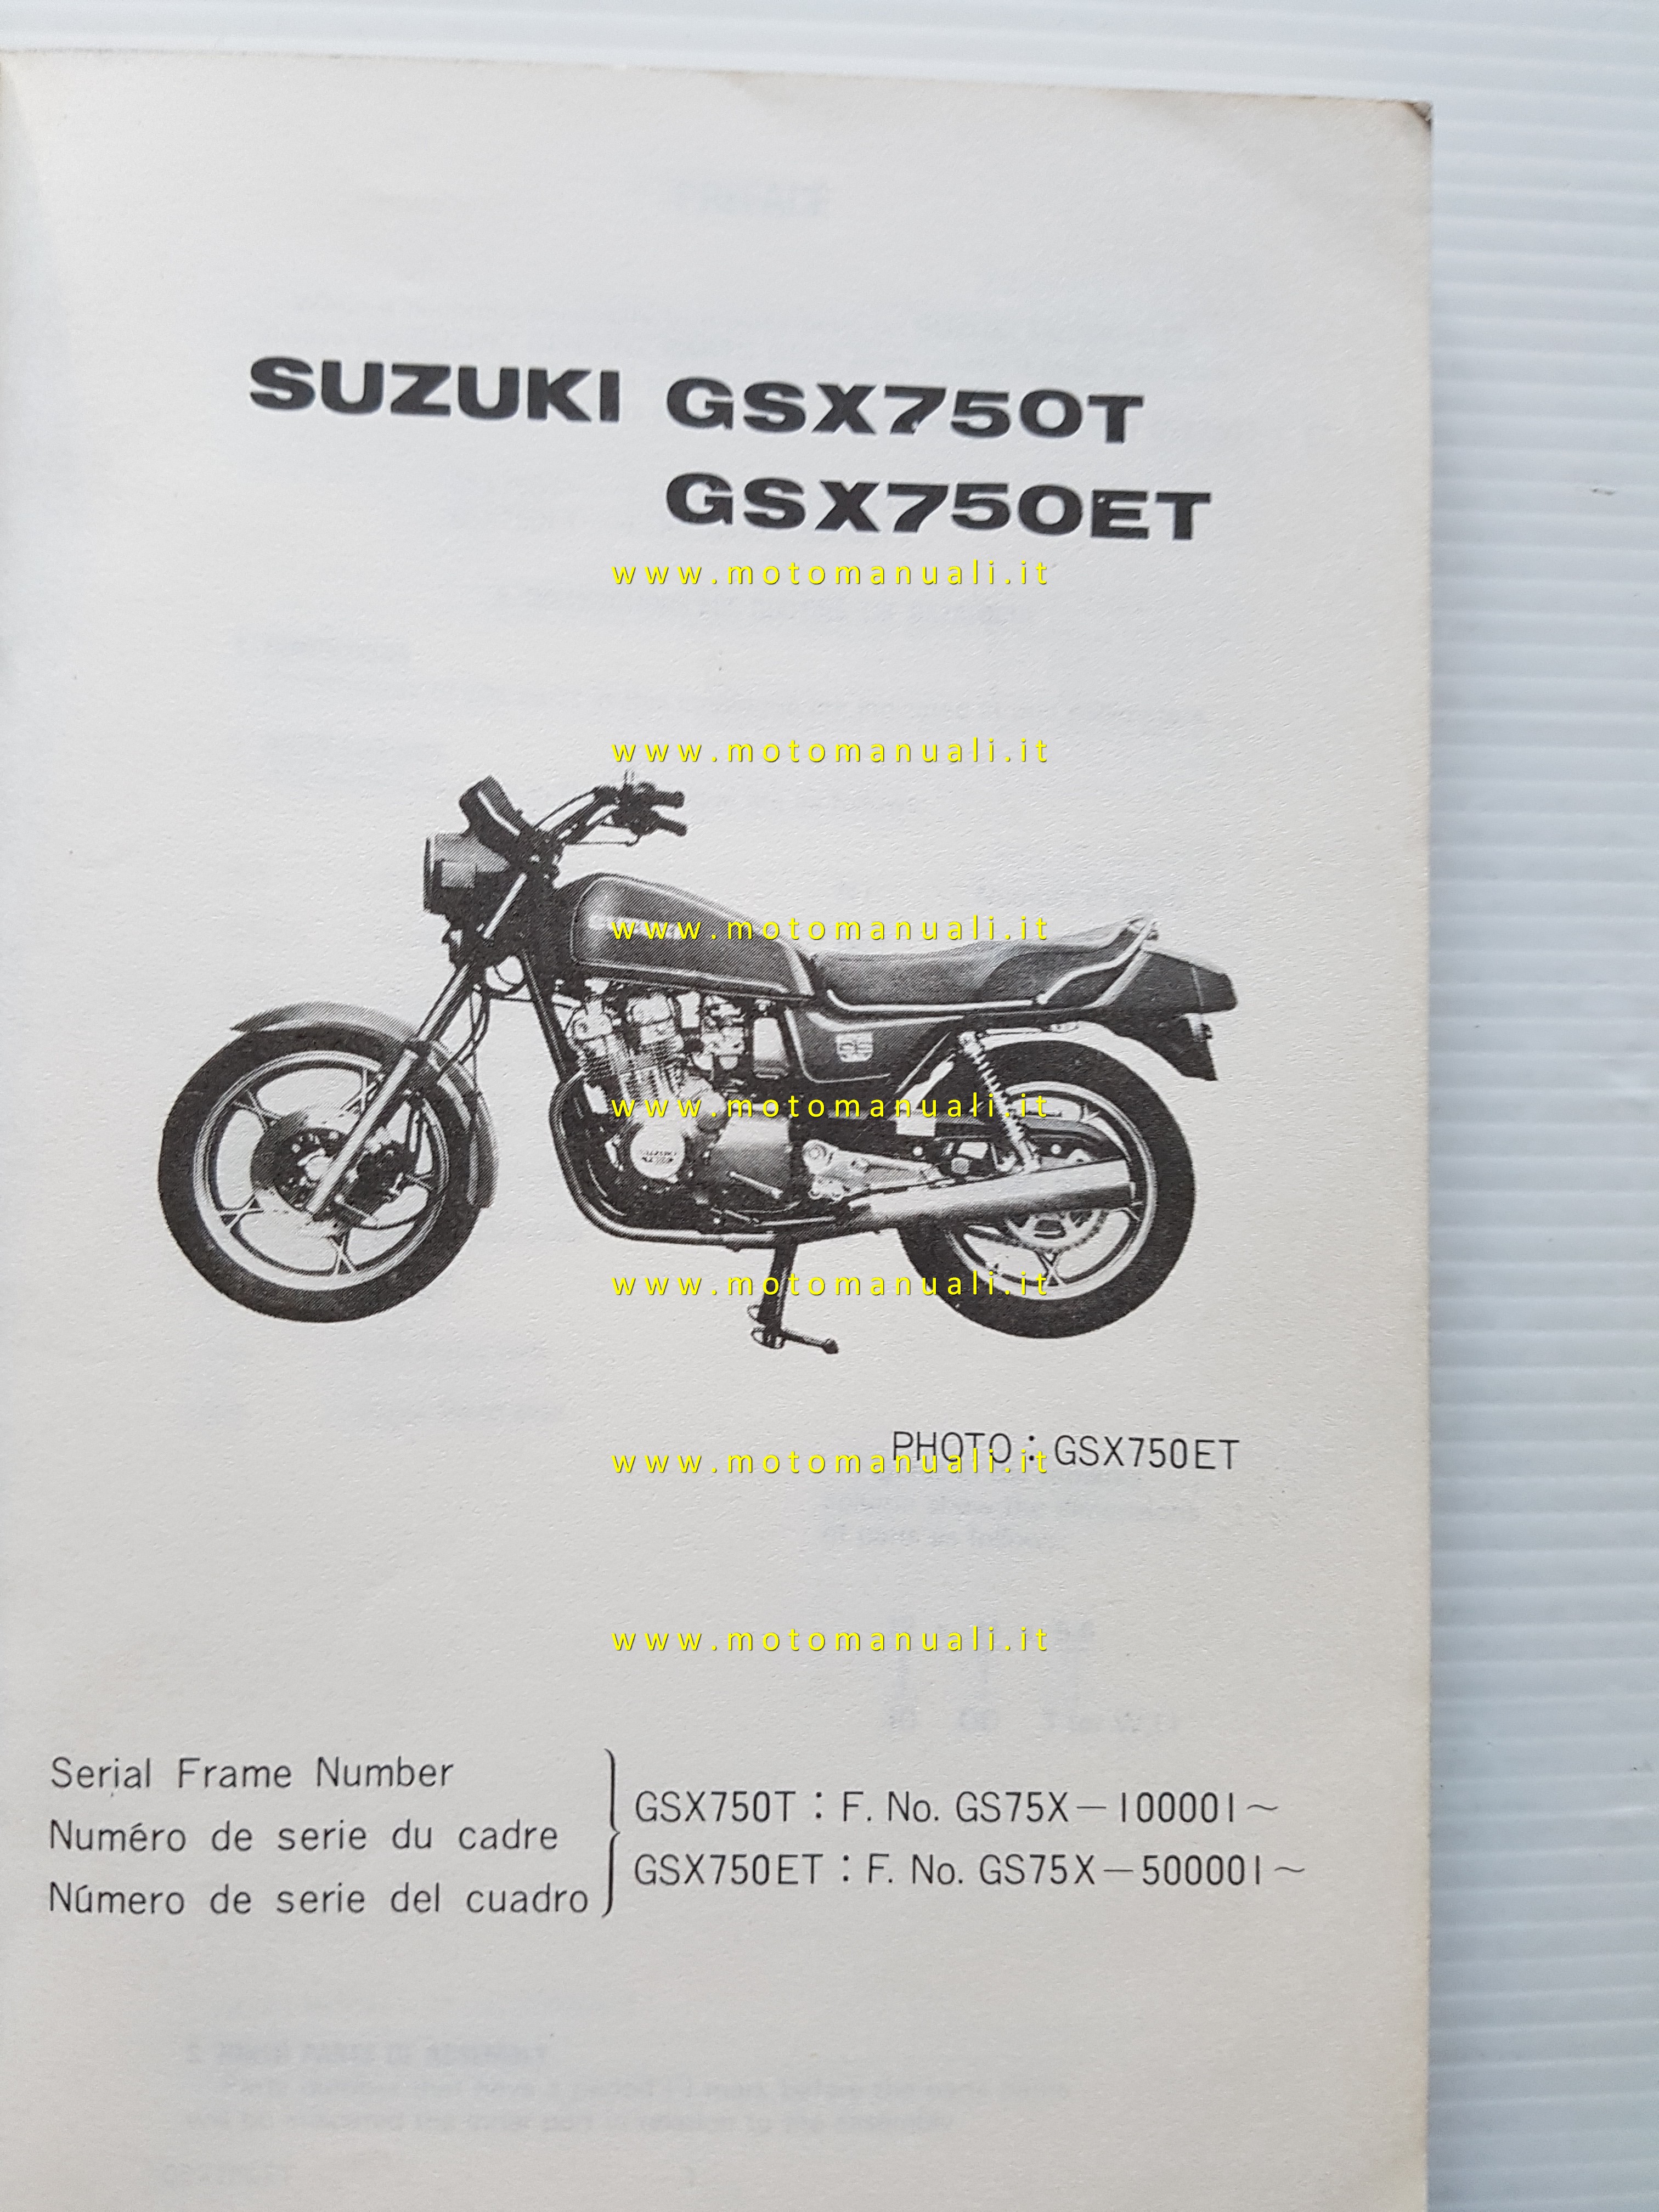 SUZUKI GSX750T
GSX750ET
www.motomanuali.it
www.motomanuali.it
www.motomanuali.it
GS
www.motomanuali.it
SUZUKI
www.motomanuali.it
PHOTO : GSX750ET
www.motomanuali.it
www.motomanuali.it
Serial Frame Number
Numéro de serie du cadre
Número de serie del cuadro
GSX750T : F. No. GS75X—100001~
GSX750ET : F. No. GS75X—500001~